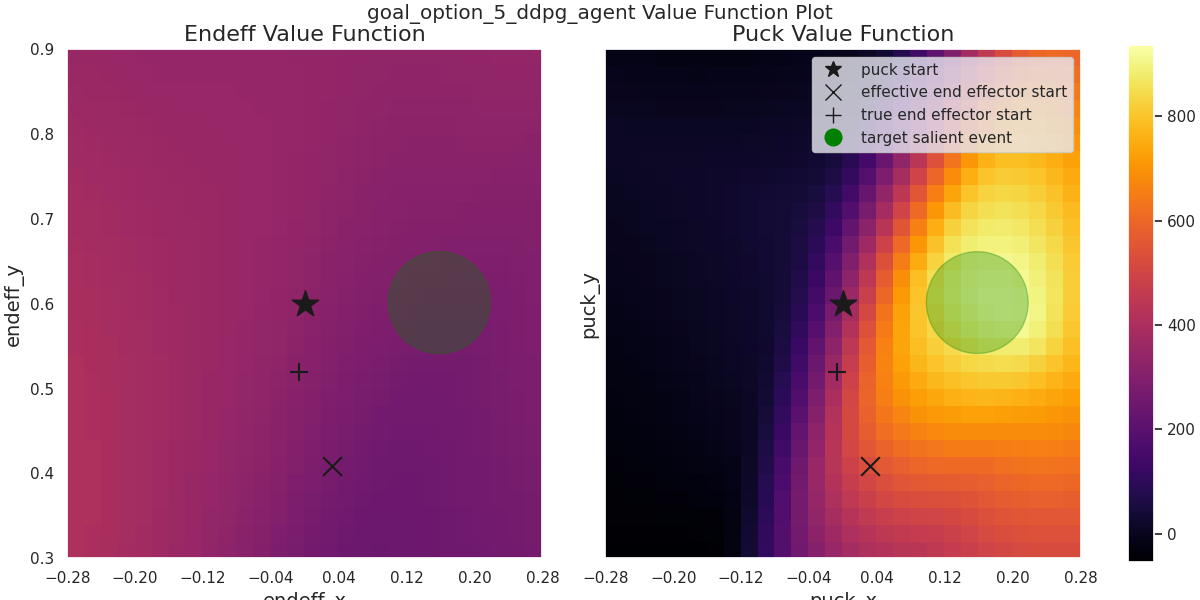 goal_option_5_ddpg_agent Value Function Plot
Endeff Value Function
Puck Value Function
puck start
effective end effector start
true end effector start
target salient event
endeff_y
0.9
0.8
0.7
0.6
0.5
0.4
0.3
−0.28 −0.20 −0.12 −0.04 0.04 0.12 0.20 0.28
endeff_x
puck_y
−0.28 −0.20 −0.12 −0.04 0.04 0.12 0.20 0.28
puck_x
800
600
400
200
0